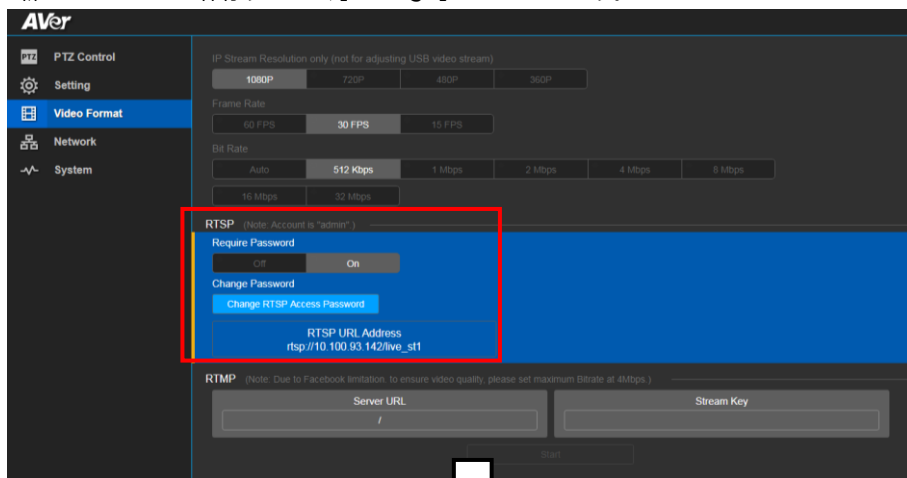 AVer
PTZ PTZ Control
Setting
Video Format
Network
System
IP Stream Resolution only (not for adjusting USB video stream)
1080P 720P 480P 360P
Frame Rate
60 FPS 30 FPS 15 FPS
Bit Rate
Auto 512 Kbps 1 Mbps 2 Mbps 4 Mbps 8 Mbps
16 Mbps 32 Mbps
RTSP (Note: Account is "admin".)
Require Password
Off On
Change Password
Change RTSP Access Password
RTSP URL Address
rtsp://10.100.93.142/live_st1
RTMP (Note: Due to Facebook limitation, to ensure video quality, please set maximum Bitrate at 4Mbps.)
Server URL Stream Key
/
Start